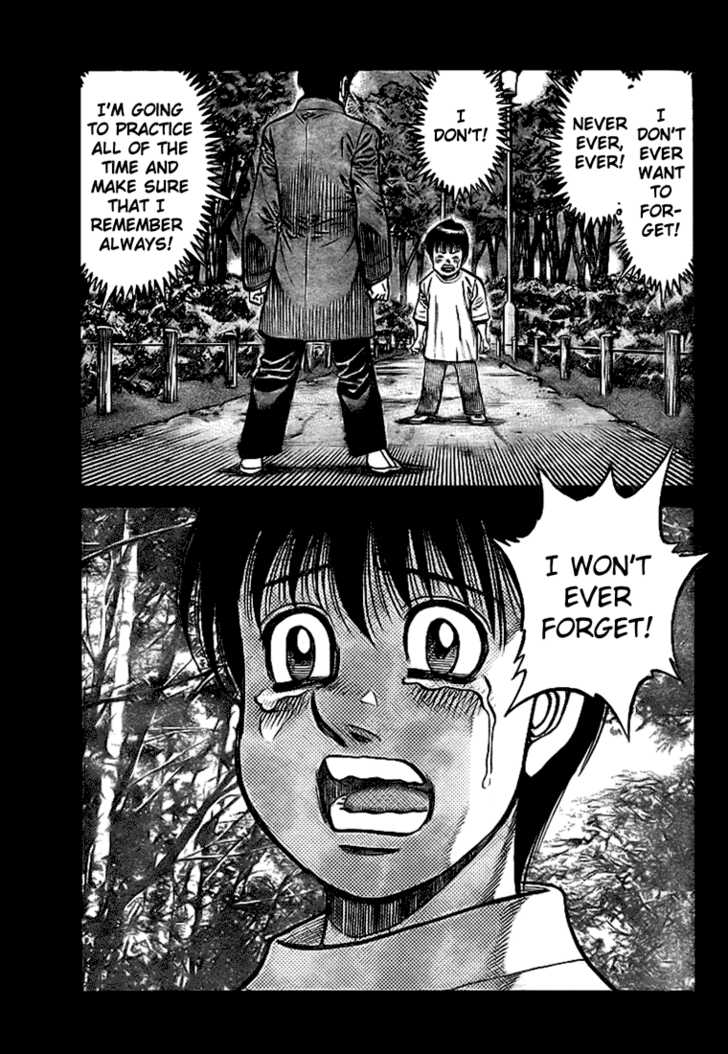 I
DON'T
EVER
WANT
TO
FOR-
GET!
NEVER
EVER,
EVER!
I
DON'T!
I'M GOING
TO PRACTICE
ALL OF THE
TIME AND
MAKE SURE
THAT I
REMEMBER
ALWAYS!
I WON'T
EVER
FORGET!